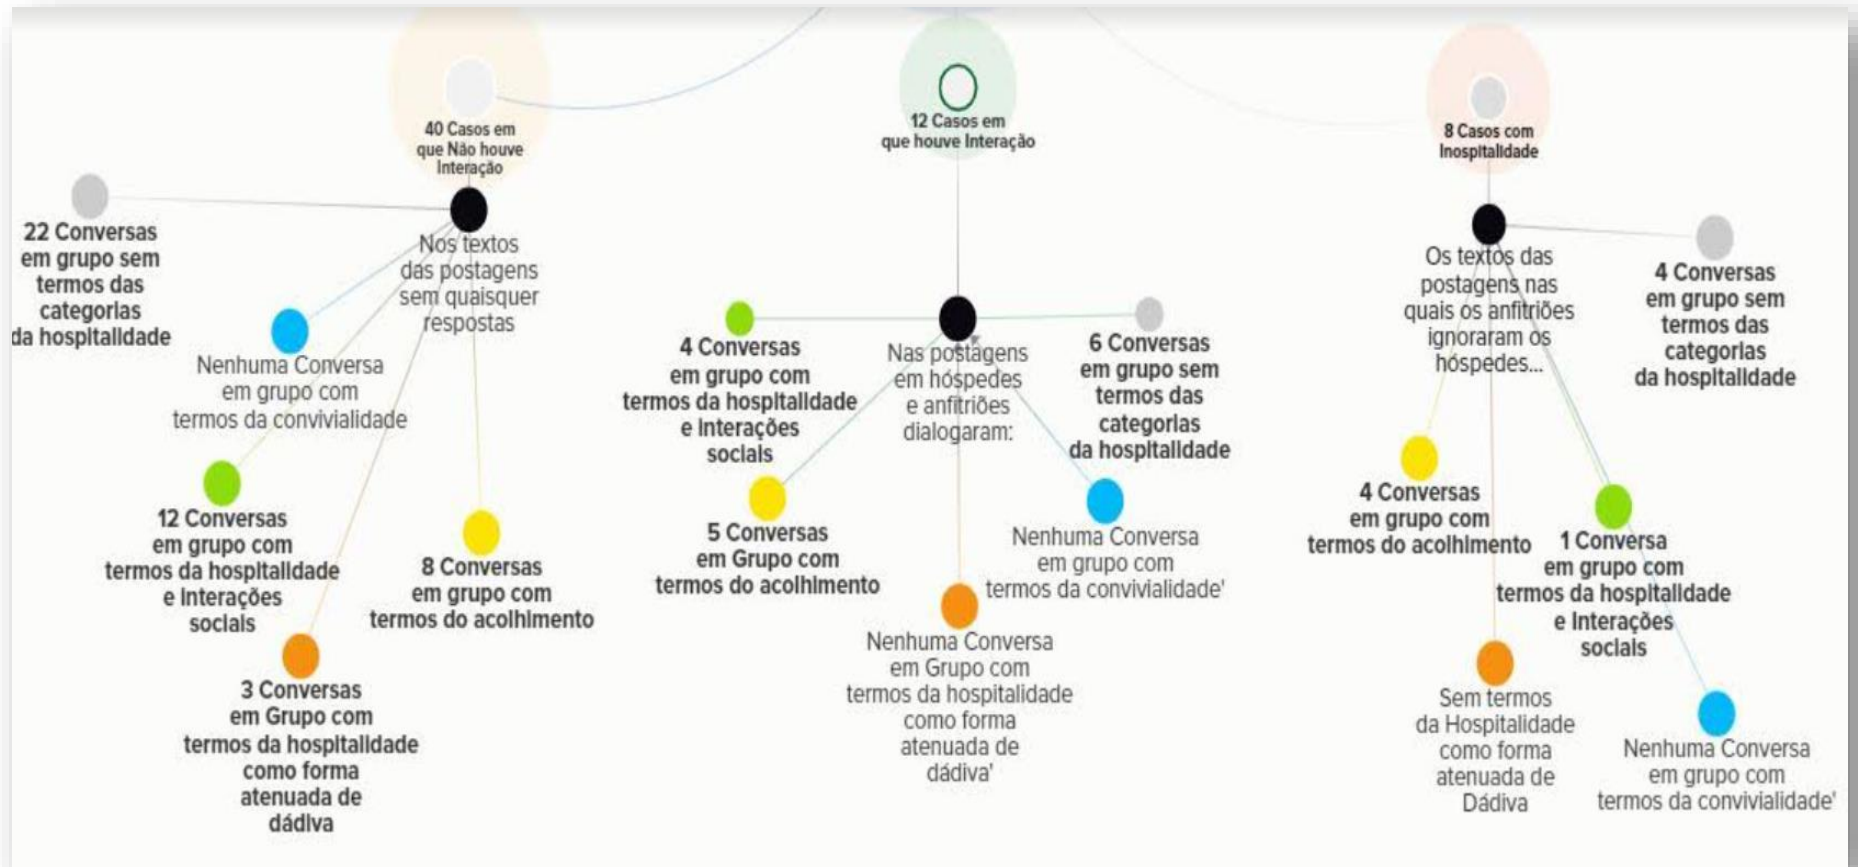 40 Casos em
que Não houve
Interação
Nos textos
das postagens
sem quaisquer
respostas
22 Conversas
em grupo sem
termos das
categorias
da hospitalidade
Nenhuma Conversa
em grupo com
termos da convivialidade
12 Conversas
em grupo com
termos da hospitalidade
e Interações
sociais
3 Conversas
em Grupo com
termos da hospitalidade
como forma
atenuada de
dádiva
8 Conversas
em grupo com
termos do acolhimento
12 Casos em
que houve Interação
Nas postagens
em hóspedes
e anfitriões
dialogaram:
4 Conversas
em grupo com
termos da hospitalidade
e Interações
sociais
5 Conversas
em Grupo com
termos do acolhimento
Nenhuma Conversa
em Grupo com
termos da hospitalidade
como forma
atenuada de
dádiva'
Nenhuma Conversa
em grupo com
termos da convivialidade'
6 Conversas
em grupo sem
termos das
categorias
da hospitalidade
8 Casos com
Inospitalidade
Os textos das
postagens nas
quais os anfitriões
ignoraram os
hóspedes...
4 Conversas
em grupo sem
termos das
categorias
da hospitalidade
4 Conversas
em grupo com
termos do acolhimento
1 Conversa
em grupo com
termos da hospitalidade
e Interações
sociais
Sem termos
da Hospitalidade
como forma
atenuada de
Dádiva
Nenhuma Conversa
em grupo com
termos da convivialidade'